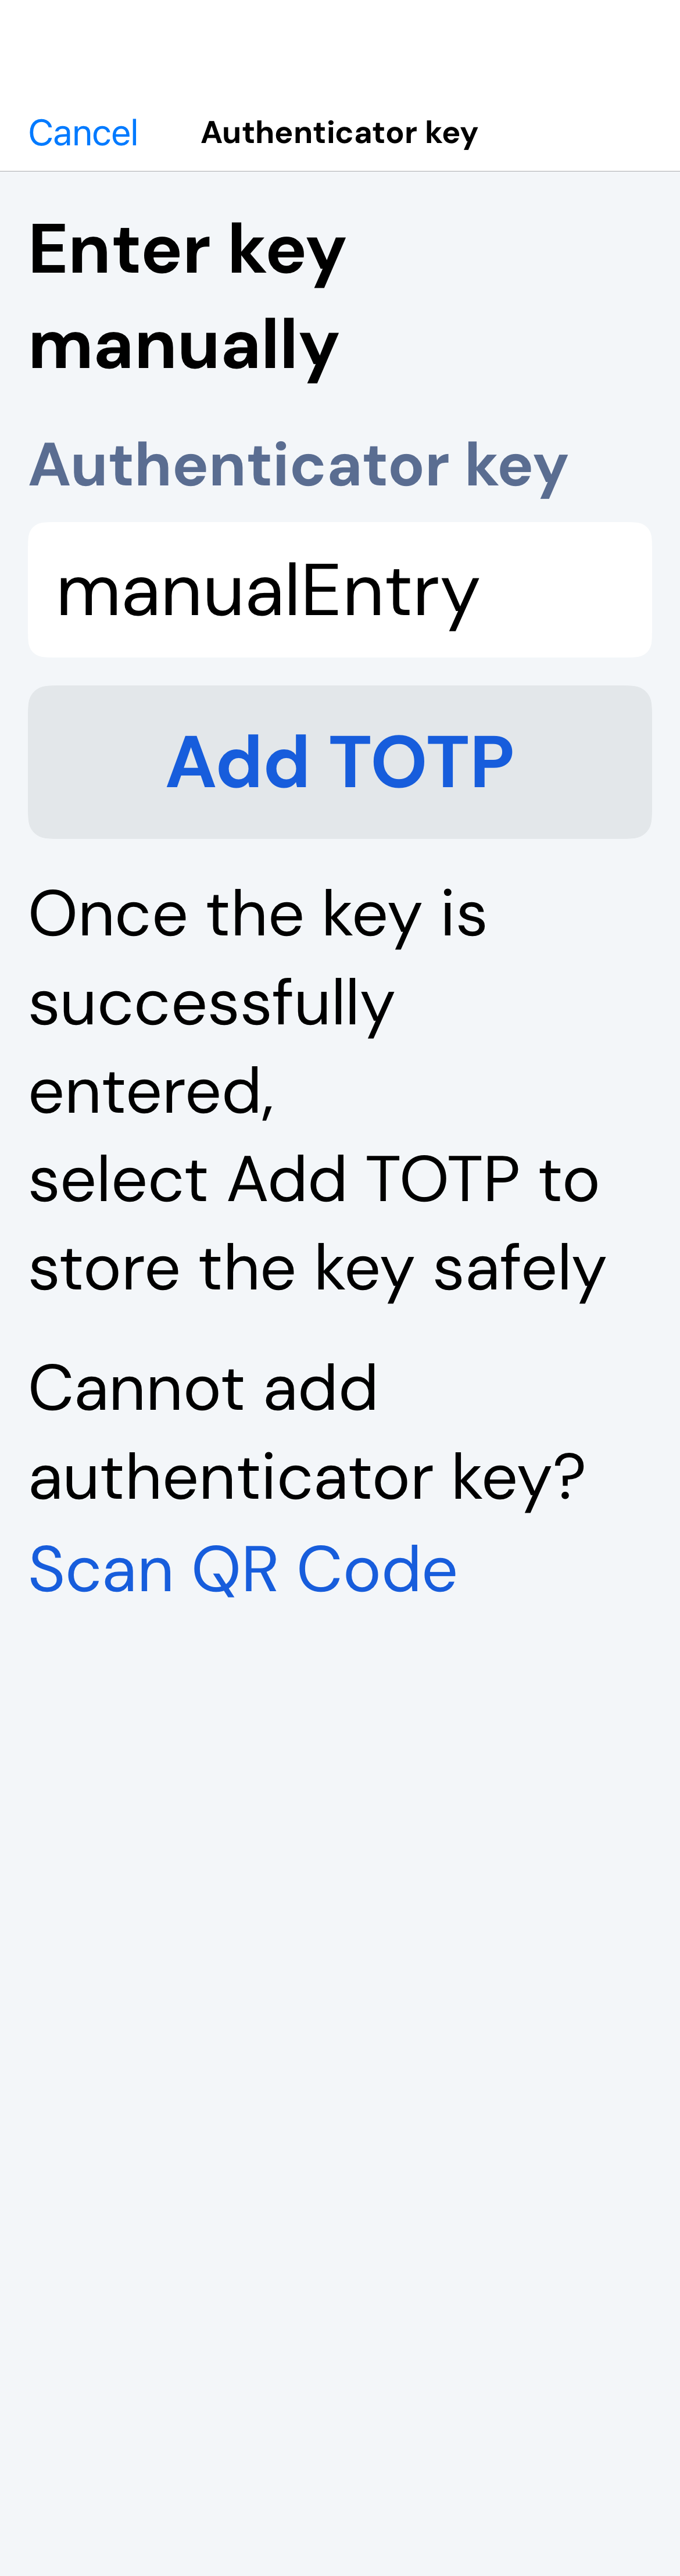 Cancel
Authenticator key
Enter key
manually
Authenticator key
manualEntry
Add TOTP
Once the key is
successfully
entered,
select Add TOTP to
store the key safely
Cannot add
authenticator key?
Scan QR Code